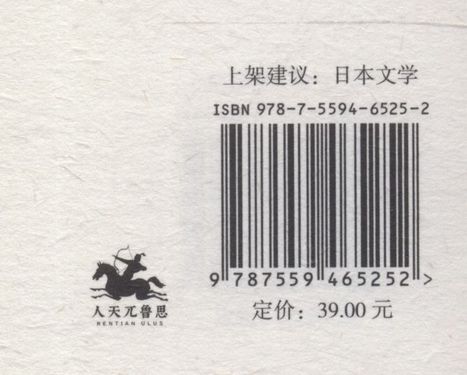 上架建议：日本文学
ISBN 978-7-5594-6525-2
9 787559 465252 >
定价：39.00 元
人天兀鲁思
RENTIAN ULUS